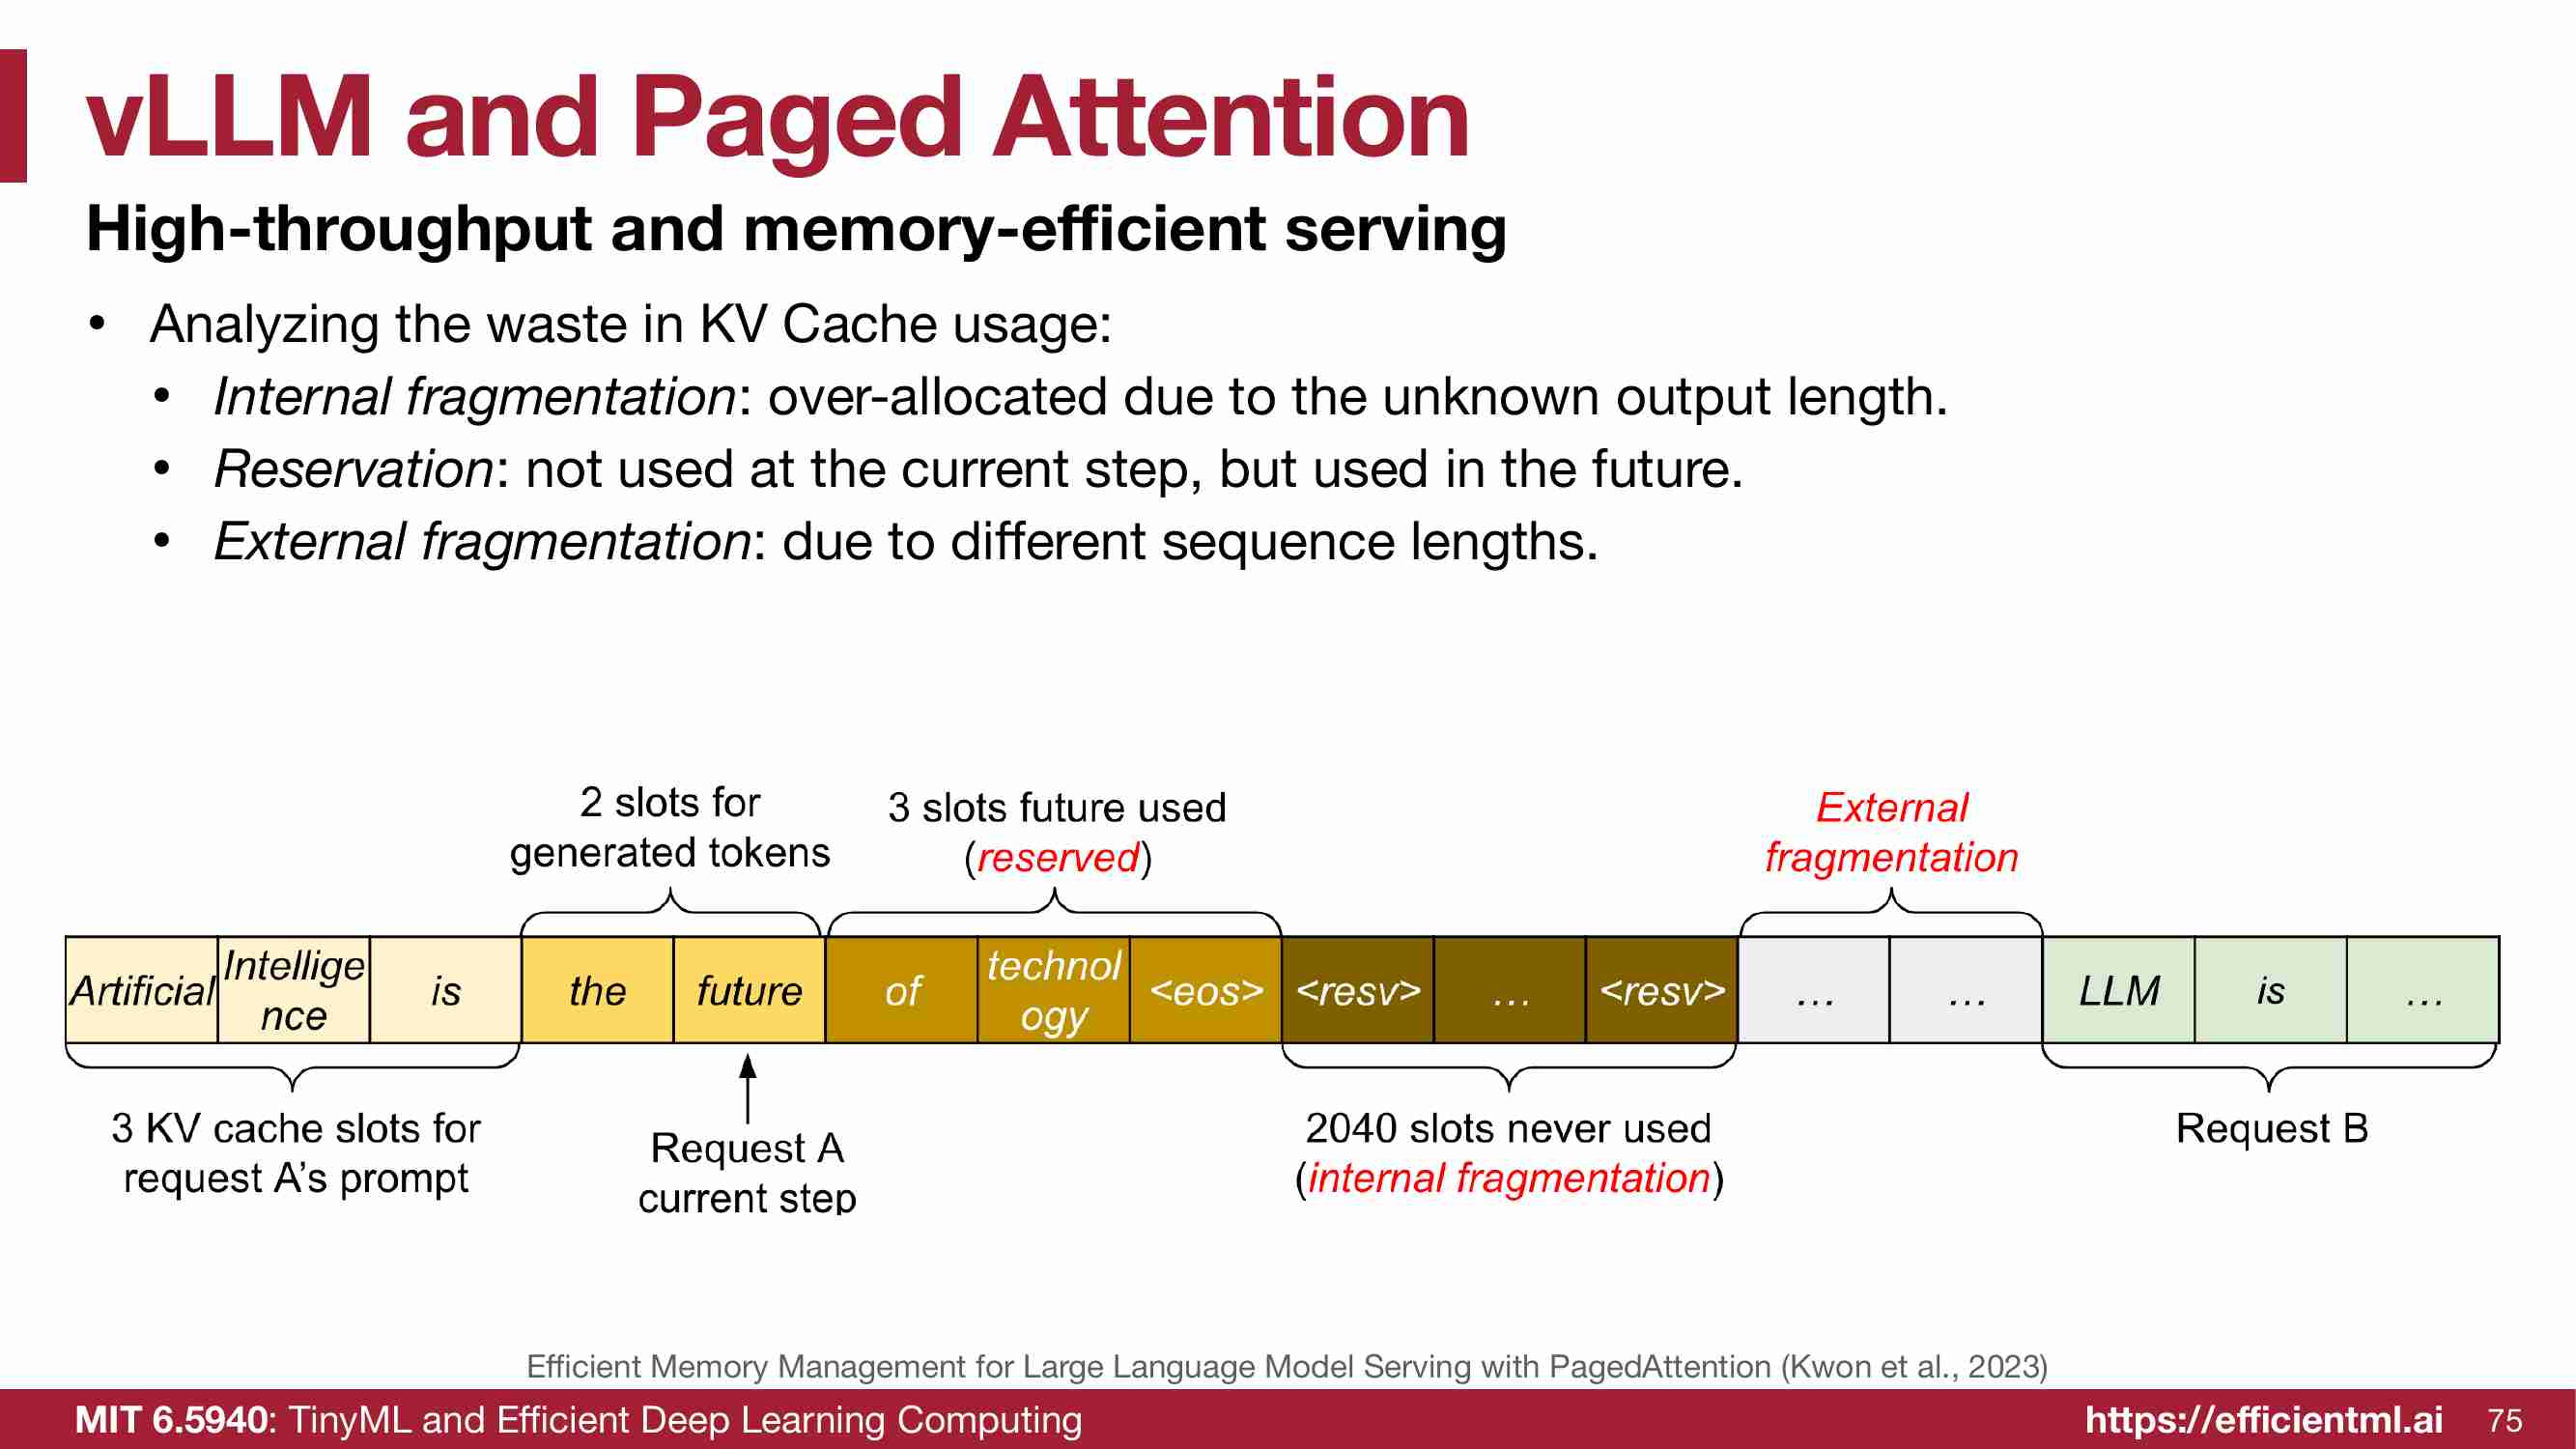 vLLM and Paged Attention
High-throughput and memory-efficient serving
• Analyzing the waste in KV Cache usage:
• Internal fragmentation: over-allocated due to the unknown output length.
• Reservation: not used at the current step, but used in the future.
• External fragmentation: due to different sequence lengths.
2 slots for
generated tokens
3 slots future used
(reserved)
External
fragmentation
Artificial
Intellige
nce
is
the
future
of
technol
ogy
<eos>
<resv>
...
<resv>
...
...
LLM
is
...
3 KV cache slots for
request A's prompt
Request A
current step
2040 slots never used
(internal fragmentation)
Request B
Efficient Memory Management for Large Language Model Serving with PagedAttention (Kwon et al., 2023)
MIT 6.5940: TinyML and Efficient Deep Learning Computing
https://efficientml.ai
75